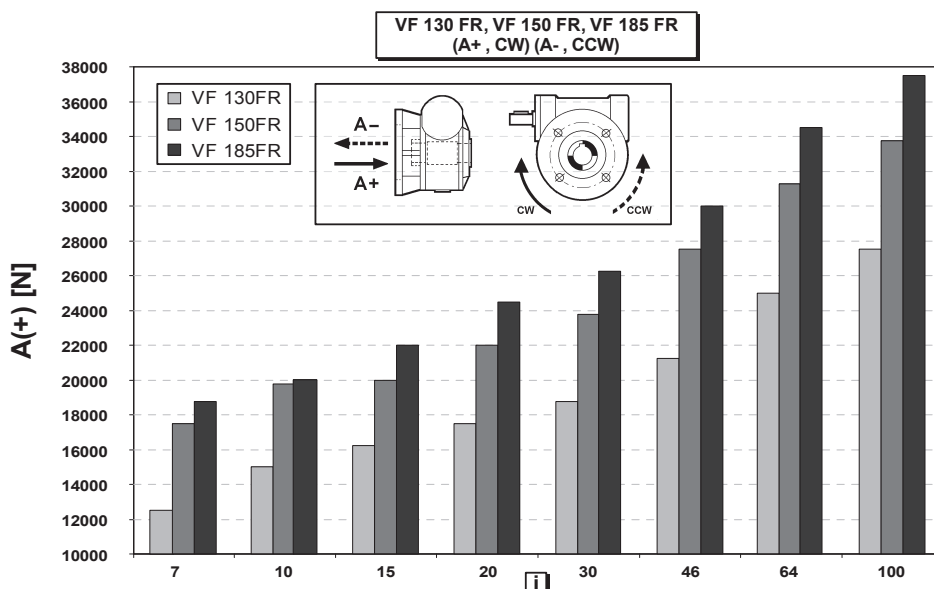 VF 130 FR, VF 150 FR, VF 185 FR
(A+ , CW) (A- , CCW)
38000
36000
34000
32000
30000
28000
26000
24000
22000
20000
18000
16000
14000
12000
10000
A(+) [N]
VF 130FR
VF 150FR
VF 185FR
A–
A+
CW
CCW
7 10 15 20 30 46 64 100
i